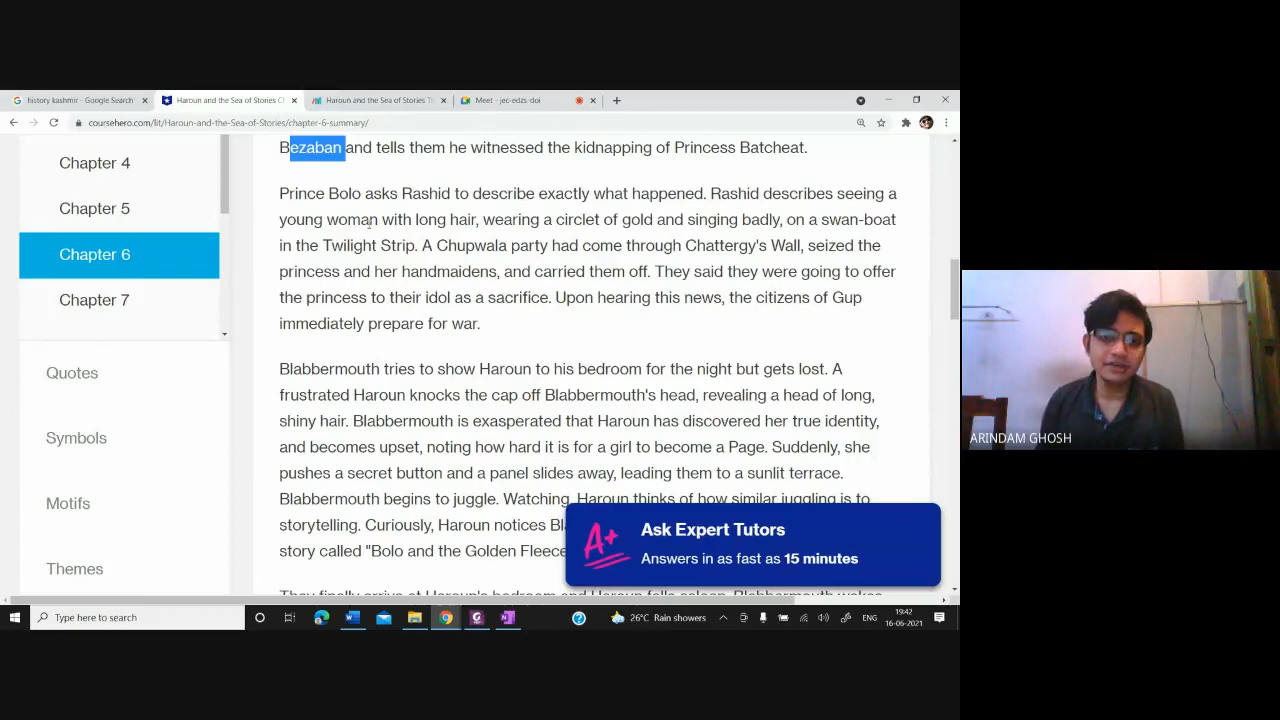 history kashmir - Google Search
Haroun and the Sea of Stories Ch
Haroun and the Sea of Stories Th
Meet - jec-edzs-doi
coursehero.com/lit/Haroun-and-the-Sea-of-Stories/chapter-6-summary/
Chapter 4
Chapter 5
Chapter 6
Chapter 7
Quotes
Symbols
Motifs
Themes
Bezaban and tells them he witnessed the kidnapping of Princess Batcheat.
Prince Bolo asks Rashid to describe exactly what happened. Rashid describes seeing a
young woman with long hair, wearing a circlet of gold and singing badly, on a swan-boat
in the Twilight Strip. A Chupwala party had come through Chattergy's Wall, seized the
princess and her handmaidens, and carried them off. They said they were going to offer
the princess to their idol as a sacrifice. Upon hearing this news, the citizens of Gup
immediately prepare for war.
Blabbermouth tries to show Haroun to his bedroom for the night but gets lost. A
frustrated Haroun knocks the cap off Blabbermouth's head, revealing a head of long,
shiny hair. Blabbermouth is exasperated that Haroun has discovered her true identity,
and becomes upset, noting how hard it is for a girl to become a Page. Suddenly, she
pushes a secret button and a panel slides away, leading them to a sunlit terrace.
Blabbermouth begins to juggle. Watching, Haroun thinks of how similar juggling is to
storytelling. Curiously, Haroun notices Bl
story called "Bolo and the Golden Fleece
They finally arrive at Haroun's bedroom and Haroun falls asleep. Blabbermouth wakes
A+
Ask Expert Tutors
Answers in as fast as 15 minutes
Type here to search
26°C Rain showers
ENG
19:42
16-06-2021
ARINDAM GHOSH